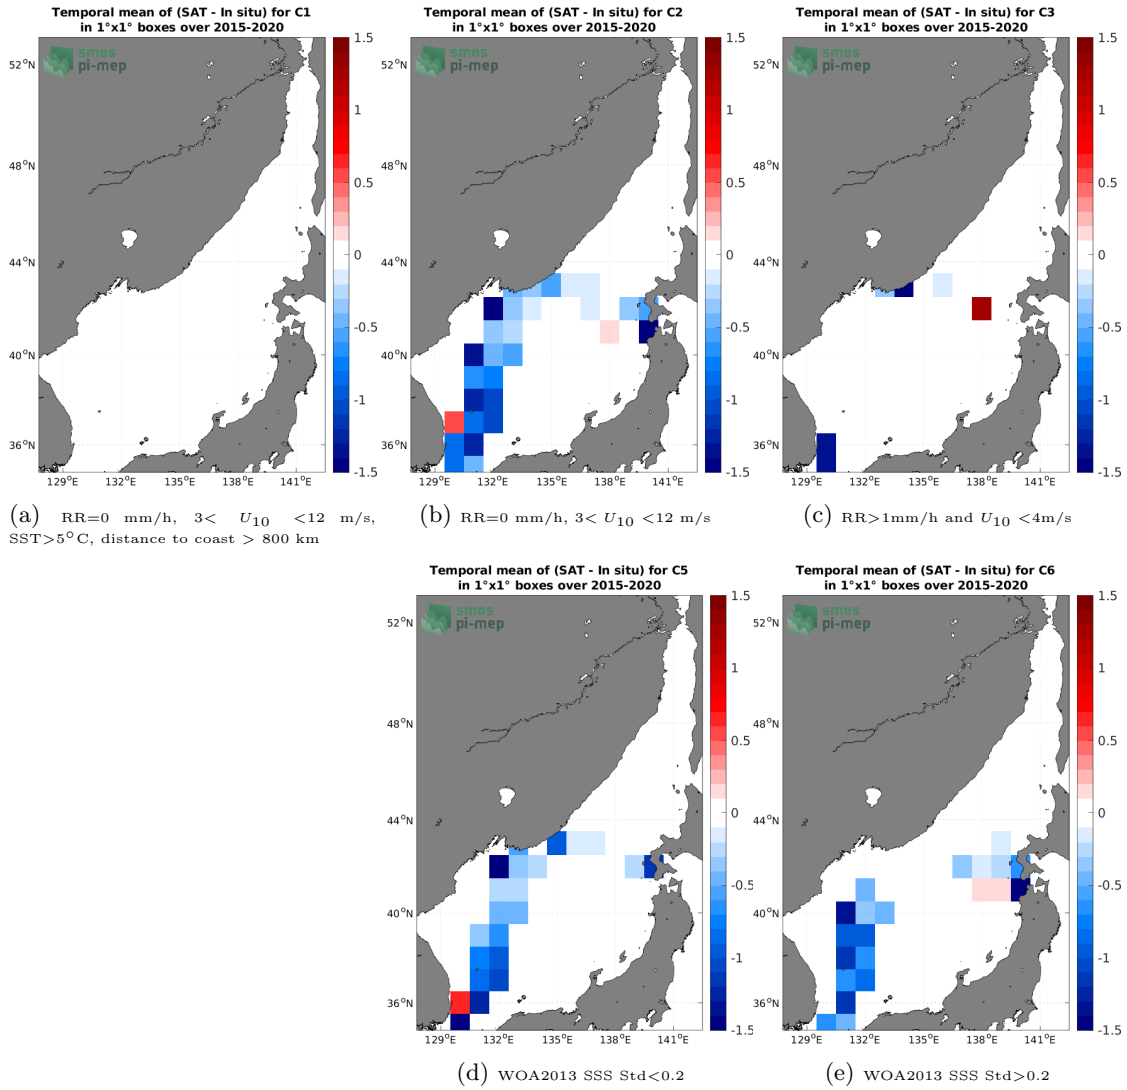 Temporal mean of (SAT - In situ) for C1
in 1°x1° boxes over 2015-2020
smos
pi-mep
52°N
48°N
44°N
40°N
36°N
129°E
132°E
135°E
138°E
141°E
1.5
1
0.5
0
-0.5
-1
-1.5
(a) RR=0 mm/h, 3< U10 <12 m/s,
SST>5°C, distance to coast > 800 km
Temporal mean of (SAT - In situ) for C2
in 1°x1° boxes over 2015-2020
smos
pi-mep
52°N
48°N
44°N
40°N
36°N
129°E
132°E
135°E
138°E
141°E
1.5
1
0.5
0
-0.5
-1
-1.5
(b) RR=0 mm/h, 3< U10 <12 m/s
Temporal mean of (SAT - In situ) for C3
in 1°x1° boxes over 2015-2020
smos
pi-mep
52°N
48°N
44°N
40°N
36°N
129°E
132°E
135°E
138°E
141°E
1.5
1
0.5
0
-0.5
-1
-1.5
(c) RR>1mm/h and U10 <4m/s
Temporal mean of (SAT - In situ) for C5
in 1°x1° boxes over 2015-2020
smos
pi-mep
52°N
48°N
44°N
40°N
36°N
129°E
132°E
135°E
138°E
141°E
1.5
1
0.5
0
-0.5
-1
-1.5
(d) WOA2013 SSS Std<0.2
Temporal mean of (SAT - In situ) for C6
in 1°x1° boxes over 2015-2020
smos
pi-mep
52°N
48°N
44°N
40°N
36°N
129°E
132°E
135°E
138°E
141°E
1.5
1
0.5
0
-0.5
-1
-1.5
(e) WOA2013 SSS Std>0.2